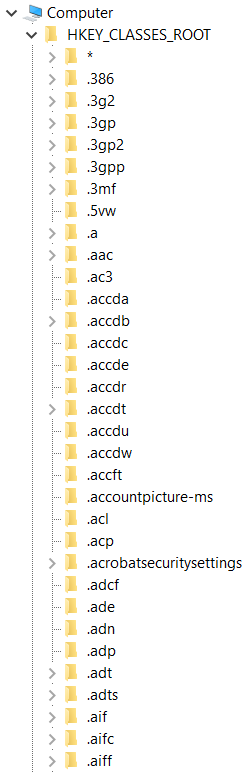 Computer
HKEY_CLASSES_ROOT
*
.386
.3g2
.3gp
.3gp2
.3gpp
.3mf
.5vw
.a
.aac
.ac3
.accda
.accdb
.accdc
.accde
.accdr
.accdt
.accdu
.accdw
.accft
.accountpicture-ms
.acl
.acp
.acrobatsecuritysettings
.adcf
.ade
.adn
.adp
.adt
.adts
.aif
.aifc
.aiff